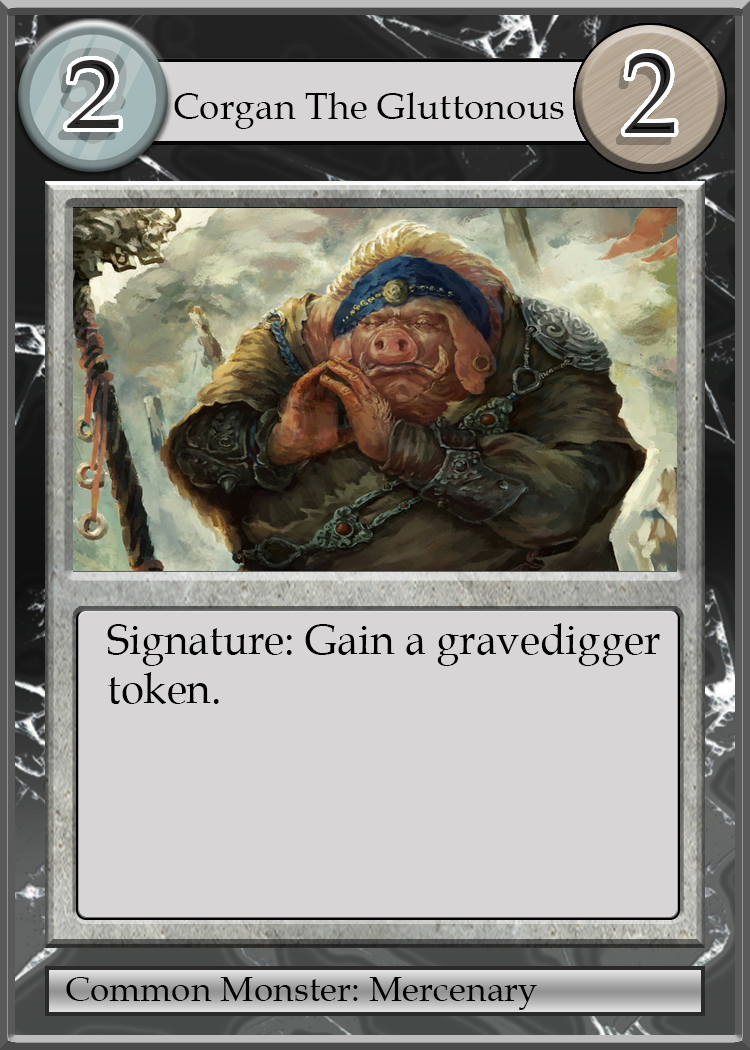 2 Corgan The Gluttonous 2
Signature: Gain a gravedigger
token.
Common Monster: Mercenary